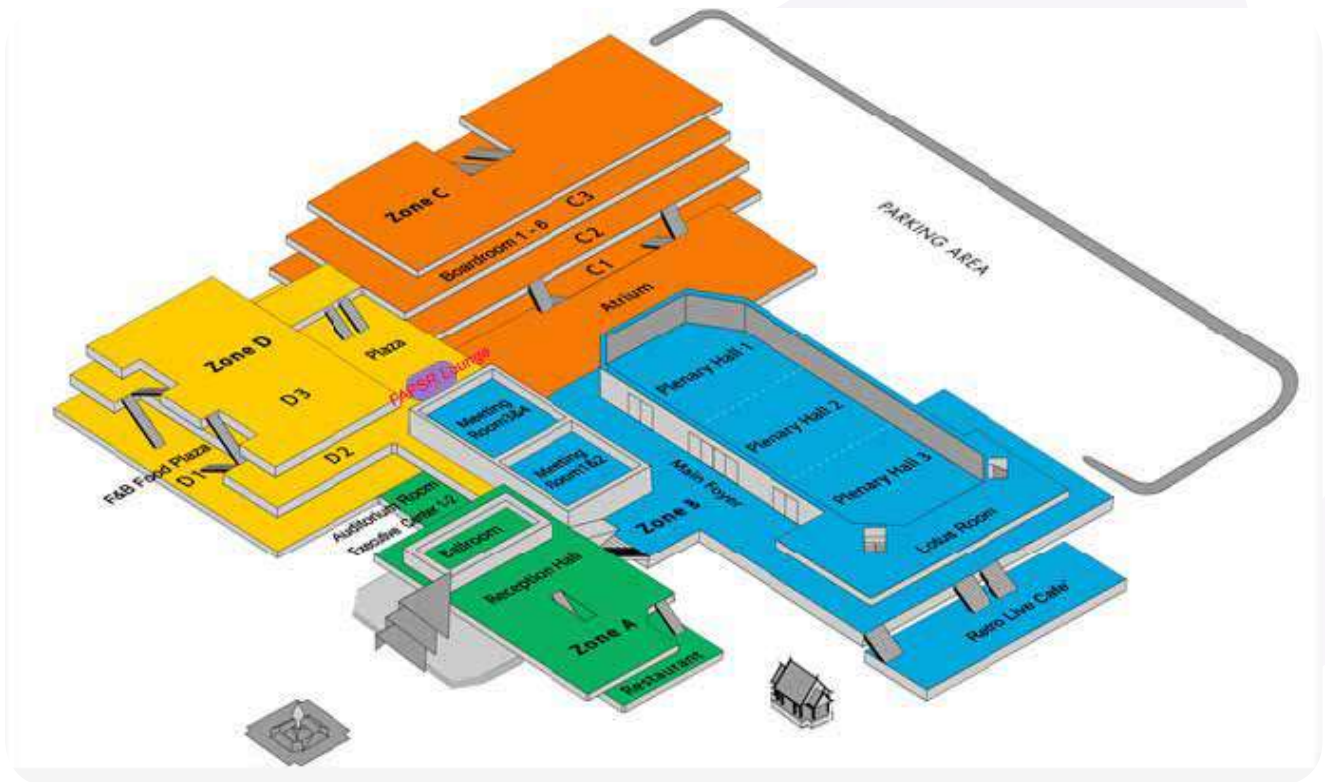 Zone C
C3
Boardroom 1 - 6
C2
C1
Atrium
PARKING AREA
Zone D
Plaza
D3
PAPSR Lounge
F&B Food Plaza
D1
D2
Meeting
Room3&4
Meeting
Room1&2
Plenary Hall 1
Plenary Hall 2
Plenary Hall 3
Main Foyer
Zone B
Lotus Room
Retro Live Cafe'
Auditorium Room
Executive Center 1-2
Ballroom
Reception Hall
Zone A
Restaurant